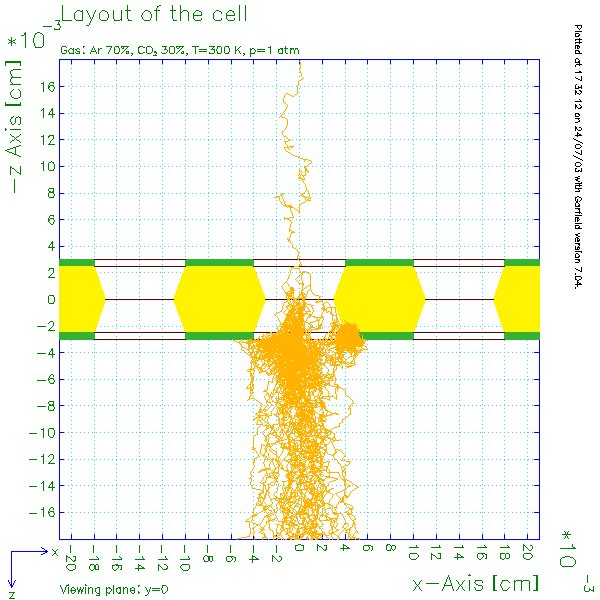 Layout of the cell
*10⁻³
Gas: Ar 70%, CO₂ 30%, T=300 K, p=1 atm
-z Axis [cm]
16
14
12
10
8
6
4
2
0
-2
-4
-6
-8
-10
-12
-14
-16
-20 -18 -16 -14 -12 -10 -8 -6 -4 -2 0 2 4 6 8 10 12 14 16 18 20
x
z
Viewing plane: y=0
x-Axis [cm]
*10⁻³
Plotted at 17.32.12 on 24/07/03 with Garfield version 7.04.